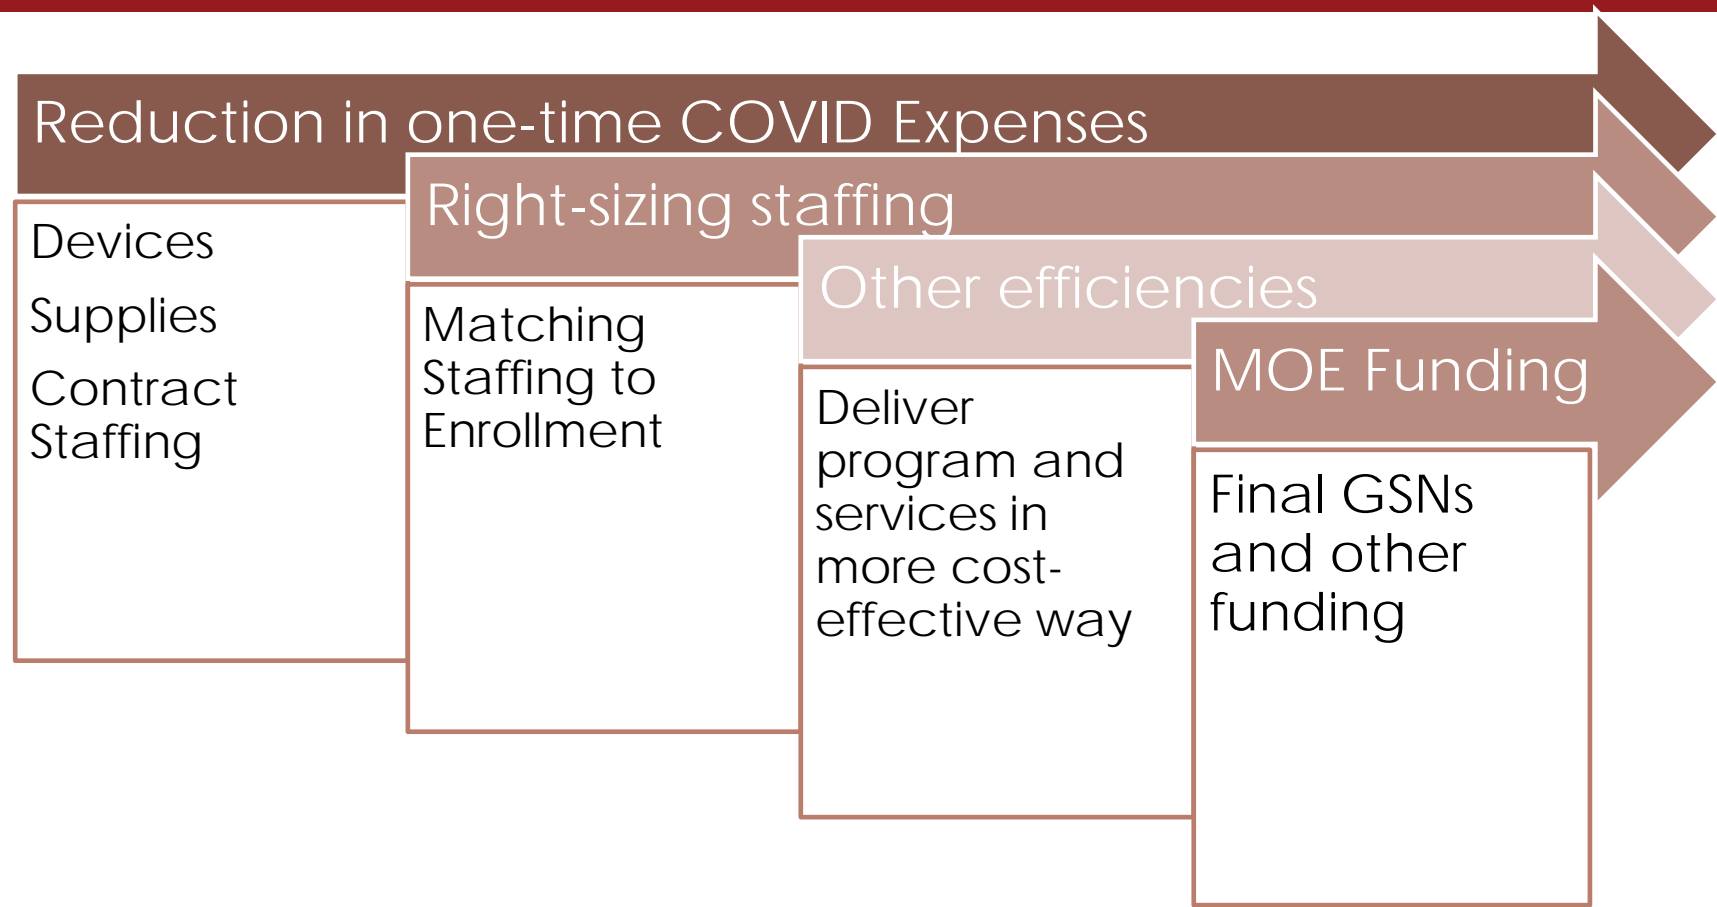 Reduction in one-time COVID Expenses
Devices
Supplies
Contract
Staffing
Right-sizing staffing
Matching
Staffing to
Enrollment
Other efficiencies
Deliver
program and
services in
more cost-
effective way
MOE Funding
Final GSNs
and other
funding